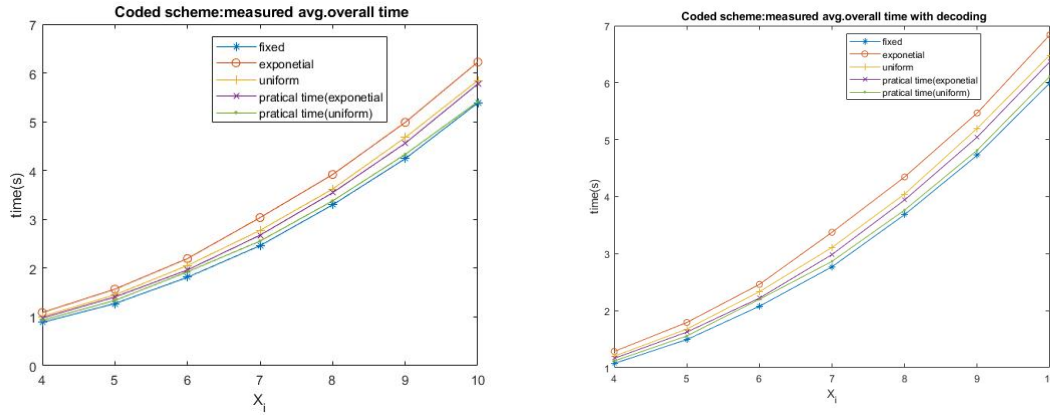 Coded scheme:measured avg.overall time
7
6
5
4
3
2
1
0
time(s)
fixed
exponetial
uniform
pratical time(exponetial
pratical time(uniform)
4 5 6 7 8 9 10
X_i
Coded scheme:measured avg.overall time with decoding
7
6
5
4
3
2
1
time(s)
fixed
exponetial
uniform
pratical time(exponetial
pratical time(uniform)
4 5 6 7 8 9 10
X_i